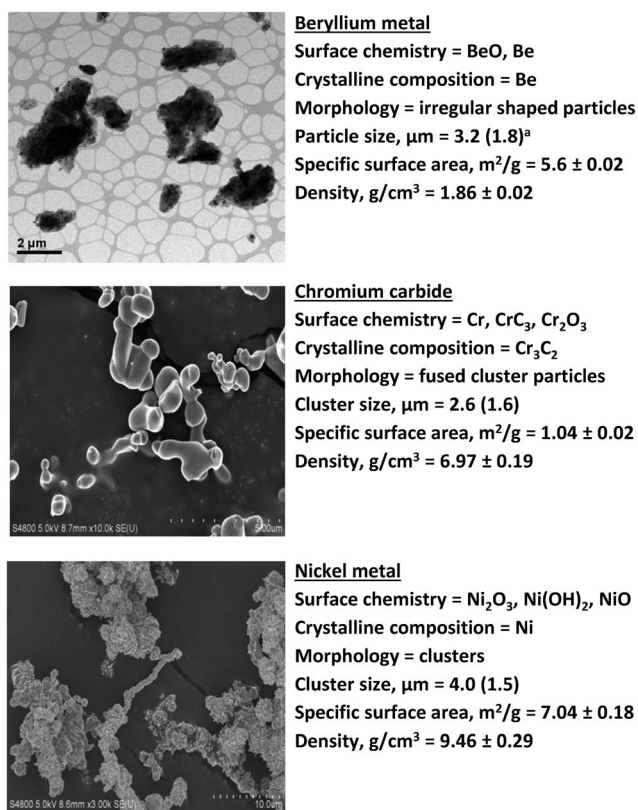 Beryllium metal
Surface chemistry = BeO, Be
Crystalline composition = Be
Morphology = irregular shaped particles
Particle size, µm = 3.2 (1.8)ᵃ
Specific surface area, m²/g = 5.6 ± 0.02
Density, g/cm³ = 1.86 ± 0.02
2 µm
Chromium carbide
Surface chemistry = Cr, CrC₃, Cr₂O₃
Crystalline composition = Cr₃C₂
Morphology = fused cluster particles
Cluster size, µm = 2.6 (1.6)
Specific surface area, m²/g = 1.04 ± 0.02
Density, g/cm³ = 6.97 ± 0.19
S4800 5.0kV 8.7mm x10.0k SE(U) 5.00um
Nickel metal
Surface chemistry = Ni₂O₃, Ni(OH)₂, NiO
Crystalline composition = Ni
Morphology = clusters
Cluster size, µm = 4.0 (1.5)
Specific surface area, m²/g = 7.04 ± 0.18
Density, g/cm³ = 9.46 ± 0.29
S4800 5.0kV 8.6mm x3.00k SE(U) 10.0um